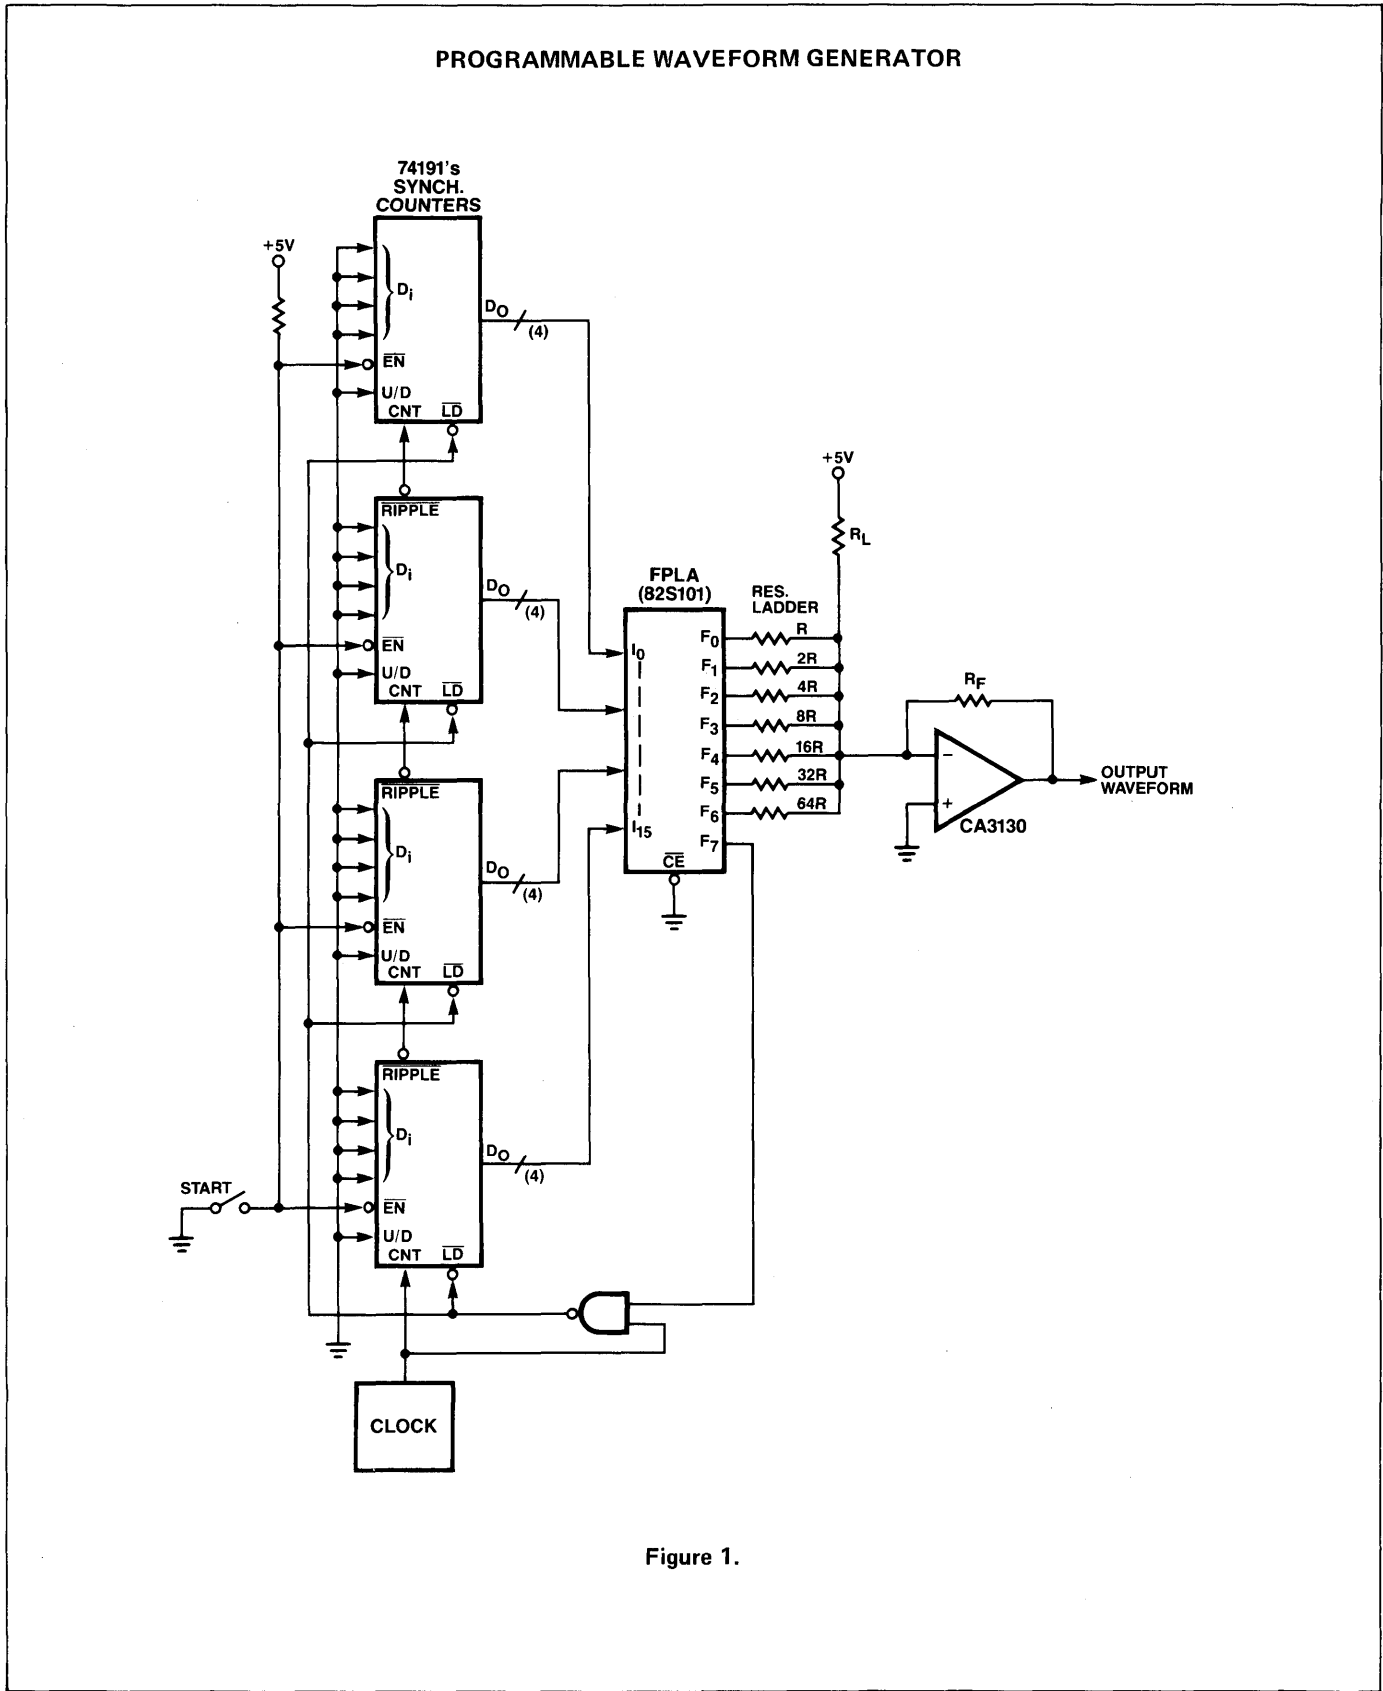 PROGRAMMABLE WAVEFORM GENERATOR
74191's
SYNCH.
COUNTERS
+5V
Di
DO
(4)
EN
U/D
CNT LD
RIPPLE
Di
DO
(4)
EN
U/D
CNT LD
RIPPLE
Di
DO
(4)
EN
U/D
CNT LD
RIPPLE
Di
DO
(4)
START
EN
U/D
CNT LD
CLOCK
FPLA
(82S101)
I0
I15
CE
F0
F1
F2
F3
F4
F5
F6
F7
RES.
LADDER
R
2R
4R
8R
16R
32R
64R
+5V
RL
RF
−
+
CA3130
OUTPUT
WAVEFORM
Figure 1.